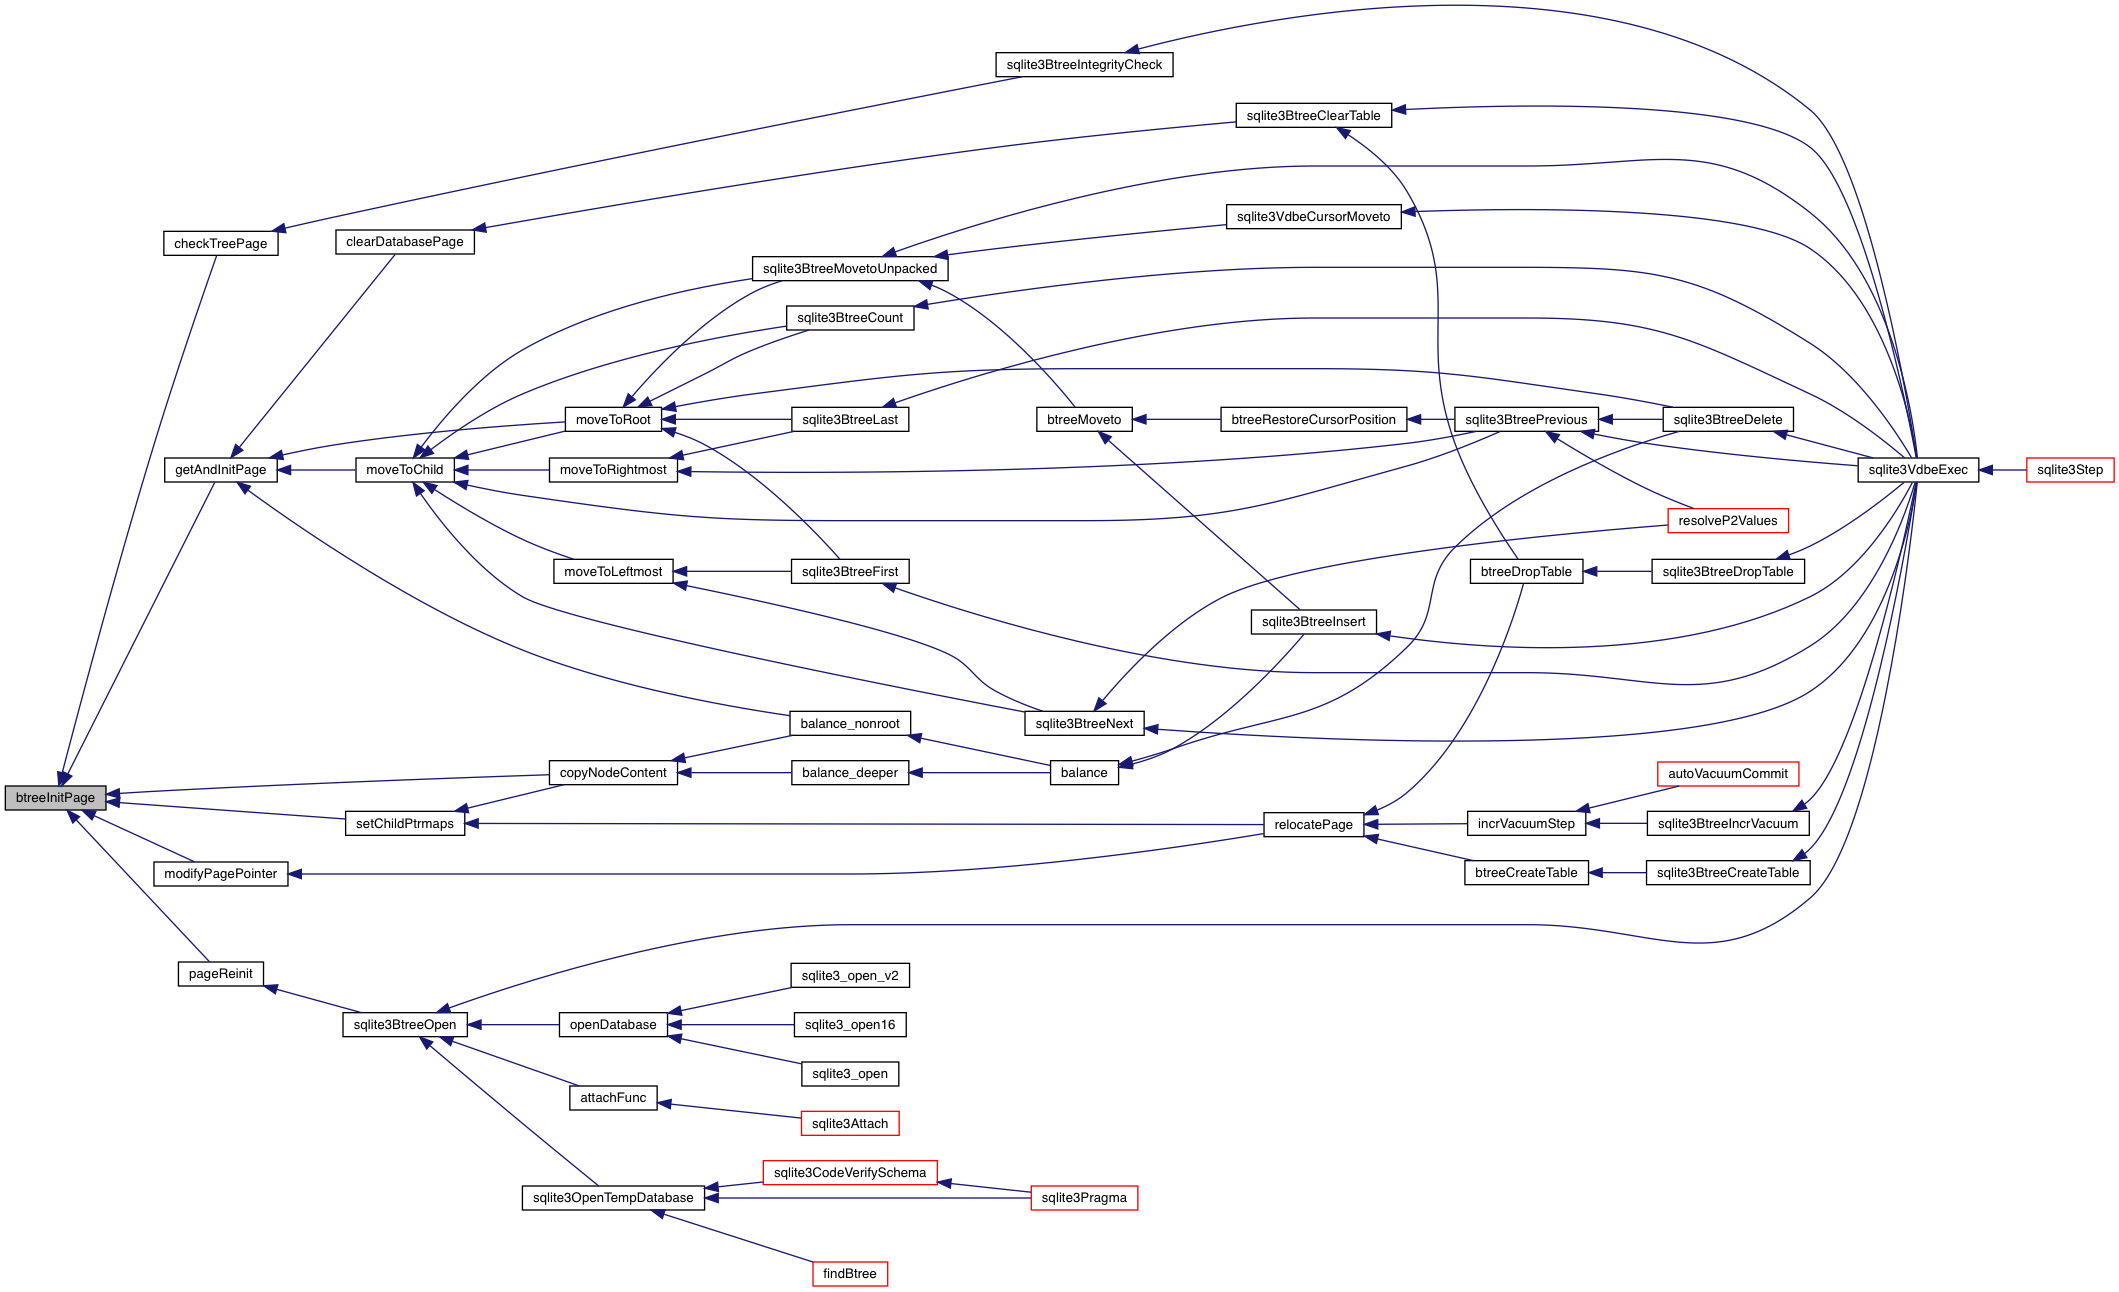 sqlite3BtreeIntegrityCheck
sqlite3BtreeClearTable
sqlite3VdbeCursorMoveto
checkTreePage
clearDatabasePage
sqlite3BtreeMovetoUnpacked
sqlite3BtreeCount
moveToRoot
sqlite3BtreeLast
btreeMoveto
btreeRestoreCursorPosition
sqlite3BtreePrevious
sqlite3BtreeDelete
getAndInitPage
moveToChild
moveToRightmost
sqlite3VdbeExec
sqlite3Step
resolveP2Values
moveToLeftmost
sqlite3BtreeFirst
btreeDropTable
sqlite3BtreeDropTable
sqlite3BtreeInsert
balance_nonroot
sqlite3BtreeNext
copyNodeContent
balance_deeper
balance
autoVacuumCommit
btreeInitPage
setChildPtrmaps
relocatePage
incrVacuumStep
sqlite3BtreeIncrVacuum
modifyPagePointer
btreeCreateTable
sqlite3BtreeCreateTable
pageReinit
sqlite3_open_v2
sqlite3BtreeOpen
openDatabase
sqlite3_open16
sqlite3_open
attachFunc
sqlite3Attach
sqlite3CodeVerifySchema
sqlite3OpenTempDatabase
sqlite3Pragma
findBtree